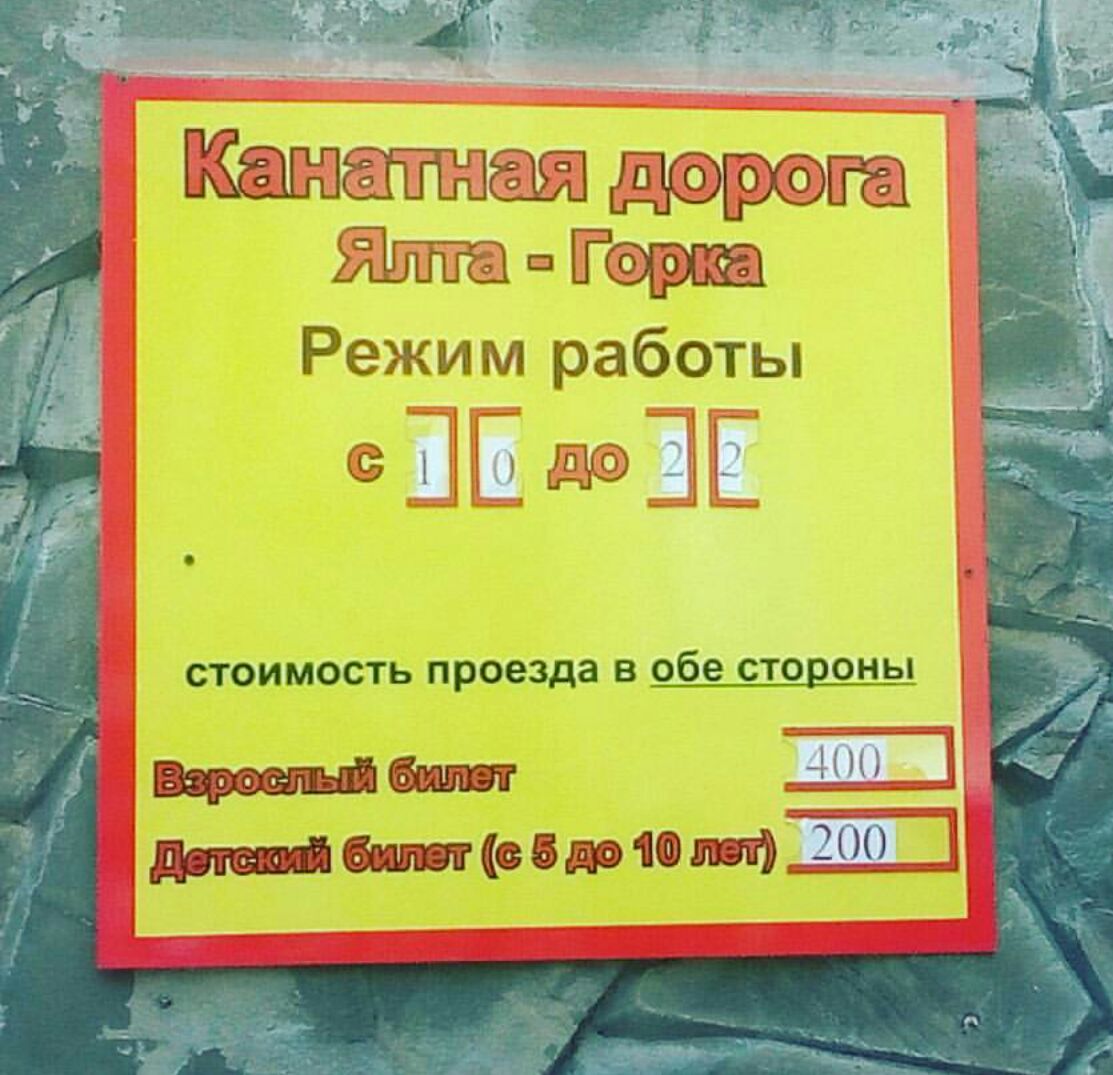 Канатная дорога
Ялта - Горка
Режим работы
с 10 до 22
стоимость проезда в обе стороны
Взрослый билет 400
Детский билет (с 5 до 10 лет) 200